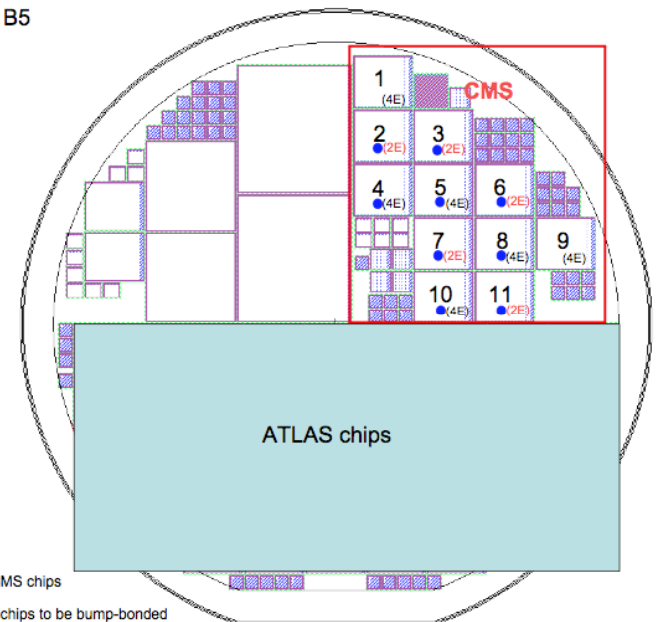 B5
CMS
1
(4E)
2
(2E)
3
(2E)
4
(4E)
5
(4E)
6
(2E)
7
(2E)
8
(4E)
9
(4E)
10
(4E)
11
(2E)
ATLAS chips
MS chips
chips to be bump-bonded